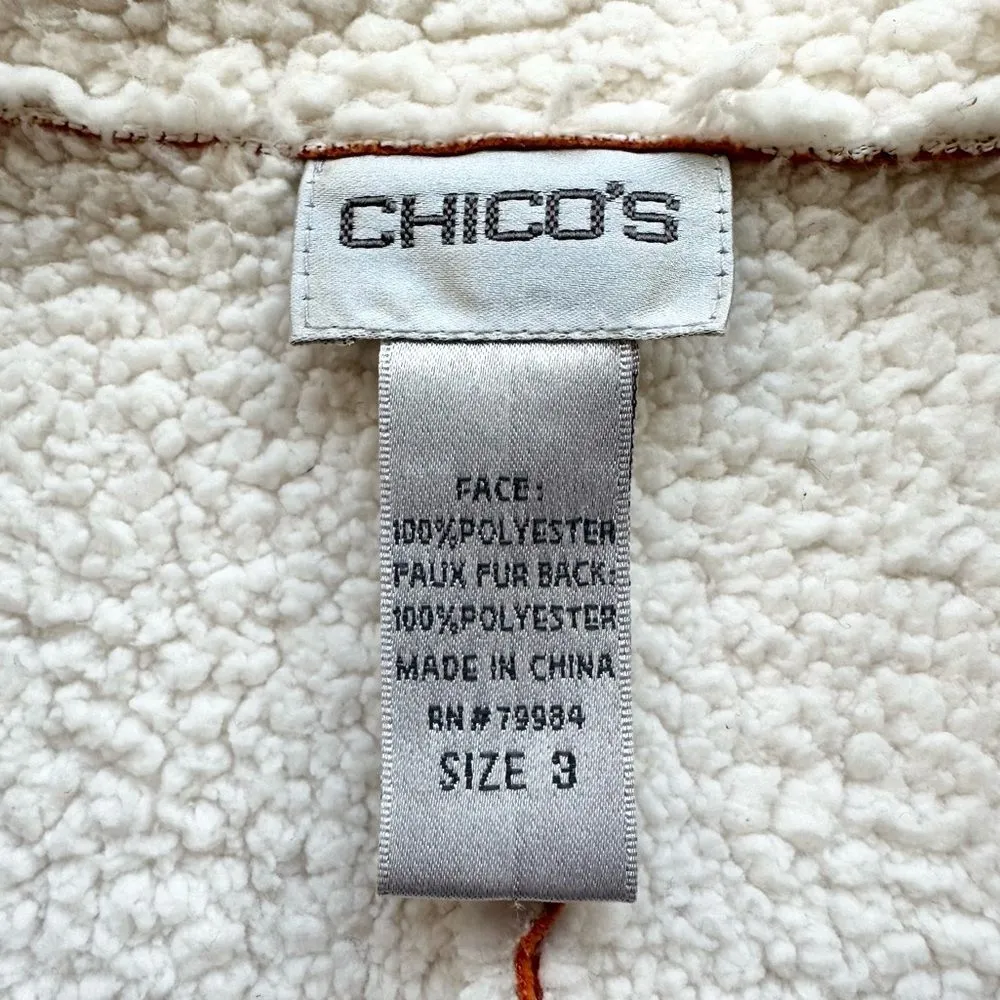 CHICO'S
FACE:
100%POLYESTER
FAUX FUR BACK:
100%POLYESTER
MADE IN CHINA
RN#79984
SIZE 3